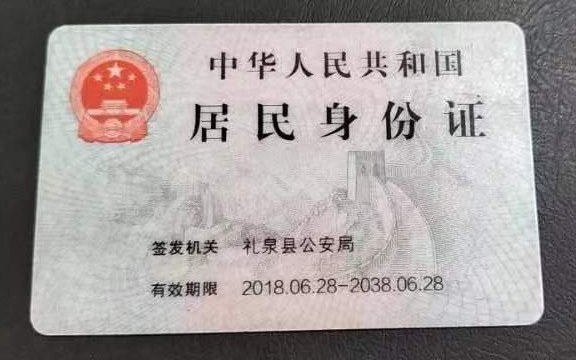 中华人民共和国
居民身份证
签发机关 礼泉县公安局
有效期限 2018.06.28-2038.06.28